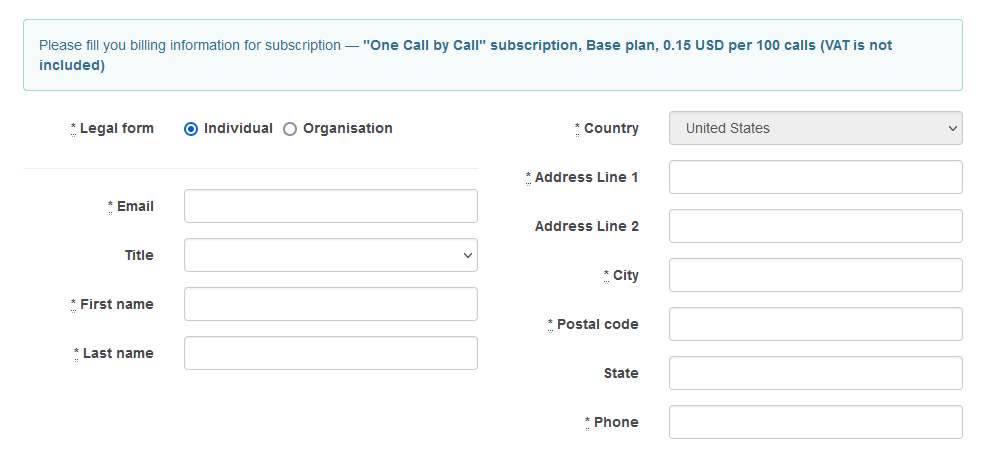 Please fill you billing information for subscription — "One Call by Call" subscription, Base plan, 0.15 USD per 100 calls (VAT is not
included)
* Legal form
Individual
Organisation
* Email
Title
* First name
* Last name
* Country
United States
* Address Line 1
Address Line 2
* City
* Postal code
State
* Phone